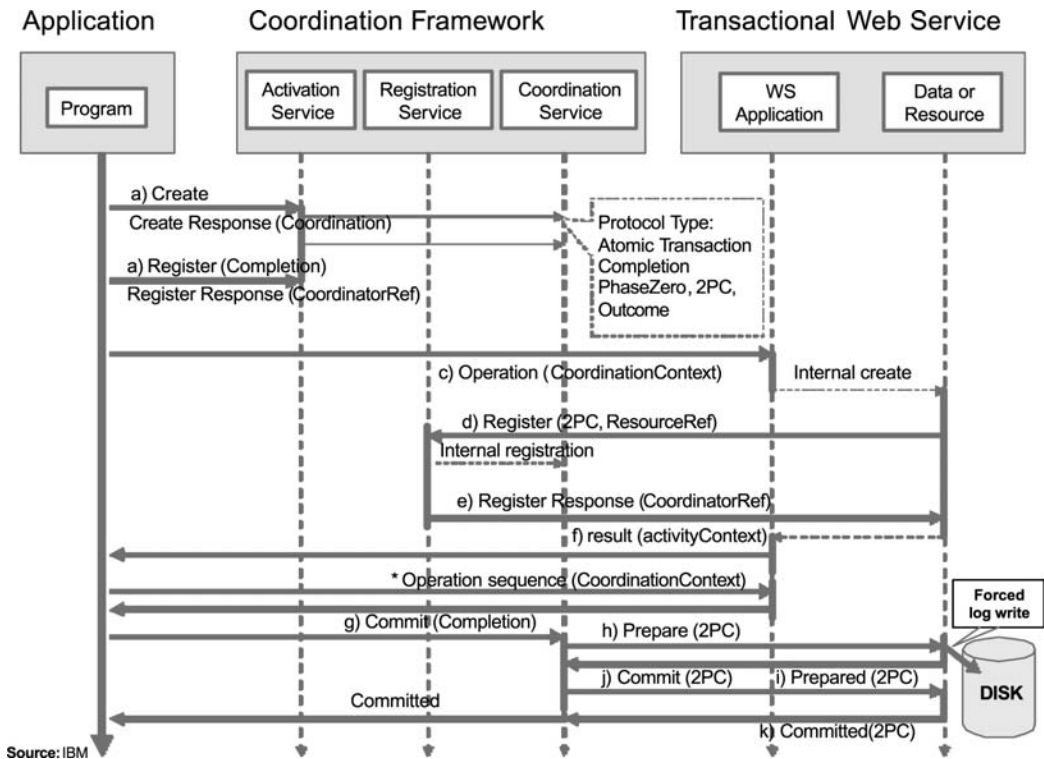 Application
Coordination Framework
Transactional Web Service
Program
Activation
Service
Registration
Service
Coordination
Service
WS
Application
Data or
Resource
a) Create
Create Response (Coordination)
Protocol Type:
Atomic Transaction
Completion
PhaseZero, 2PC,
Outcome
a) Register (Completion)
Register Response (CoordinatorRef)
c) Operation (CoordinationContext)
Internal create
d) Register (2PC, ResourceRef)
Internal registration
e) Register Response (CoordinatorRef)
f) result (activityContext)
* Operation sequence (CoordinationContext)
Forced
log write
g) Commit (Completion)
h) Prepare (2PC)
j) Commit (2PC)
i) Prepared (2PC)
DISK
Committed
k) Committed(2PC)
Source: IBM